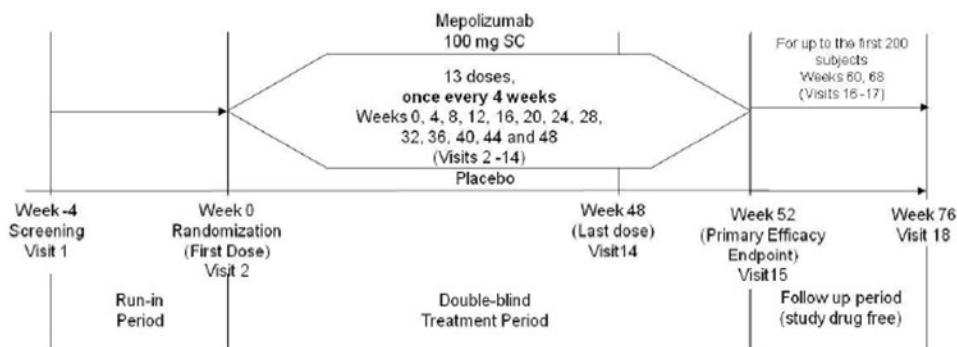 Mepolizumab
100 mg SC
For up to the first 200
subjects
Weeks 60, 68
(Visits 16-17)
13 doses,
once every 4 weeks
Weeks 0, 4, 8, 12, 16, 20, 24, 28,
32, 36, 40, 44 and 48
(Visits 2 -14)
Placebo
Week -4
Screening
Visit 1
Week 0
Randomization
(First Dose)
Visit 2
Week 48
(Last dose)
Visit14
Week 52
(Primary Efficacy
Endpoint)
Visit15
Week 76
Visit 18
Run-in
Period
Double-blind
Treatment Period
Follow up period
(study drug free)